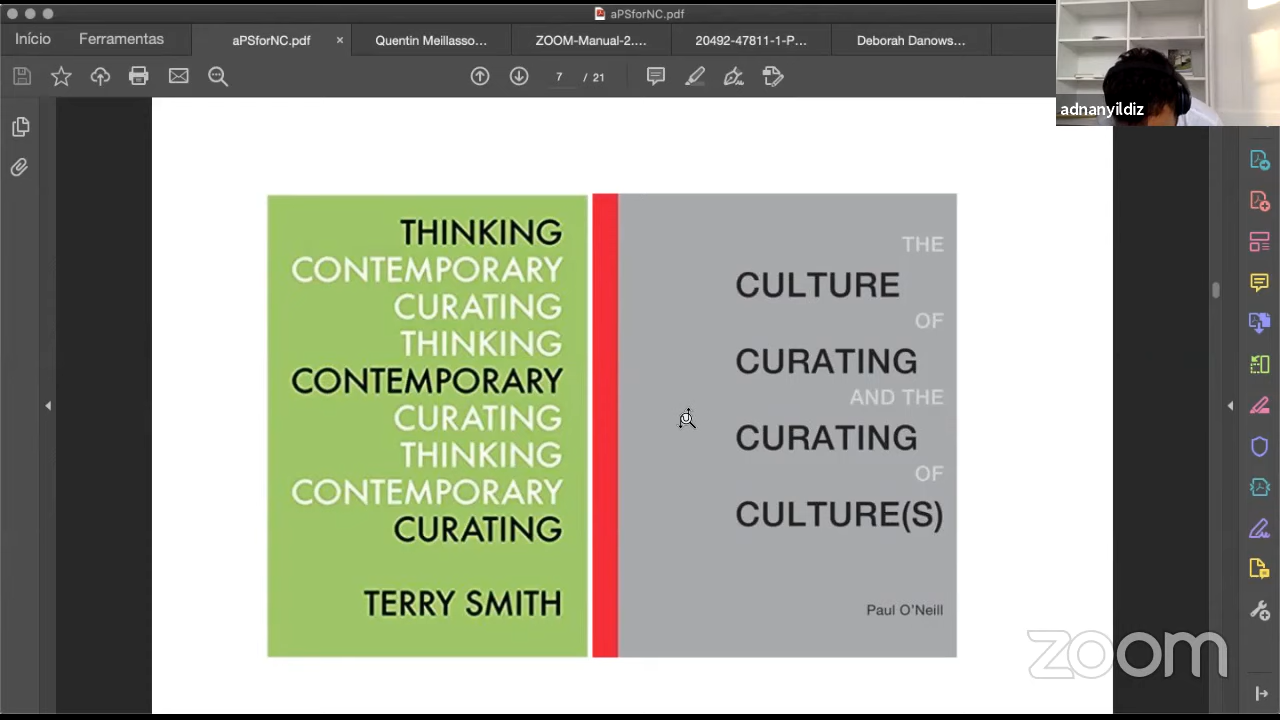 aPSforNC.pdf
Início
Ferramentas
aPSforNC.pdf ×
Quentin Meillasso...
ZOOM-Manual-2....
20492-47811-1-P...
Deborah Danows...
7 / 21
adnanyildiz
THINKING
CONTEMPORARY
CURATING
THINKING
CONTEMPORARY
CURATING
THINKING
CONTEMPORARY
CURATING
TERRY SMITH
THE
CULTURE
OF
CURATING
AND THE
CURATING
OF
CULTURE(S)
Paul O'Neill
zoom